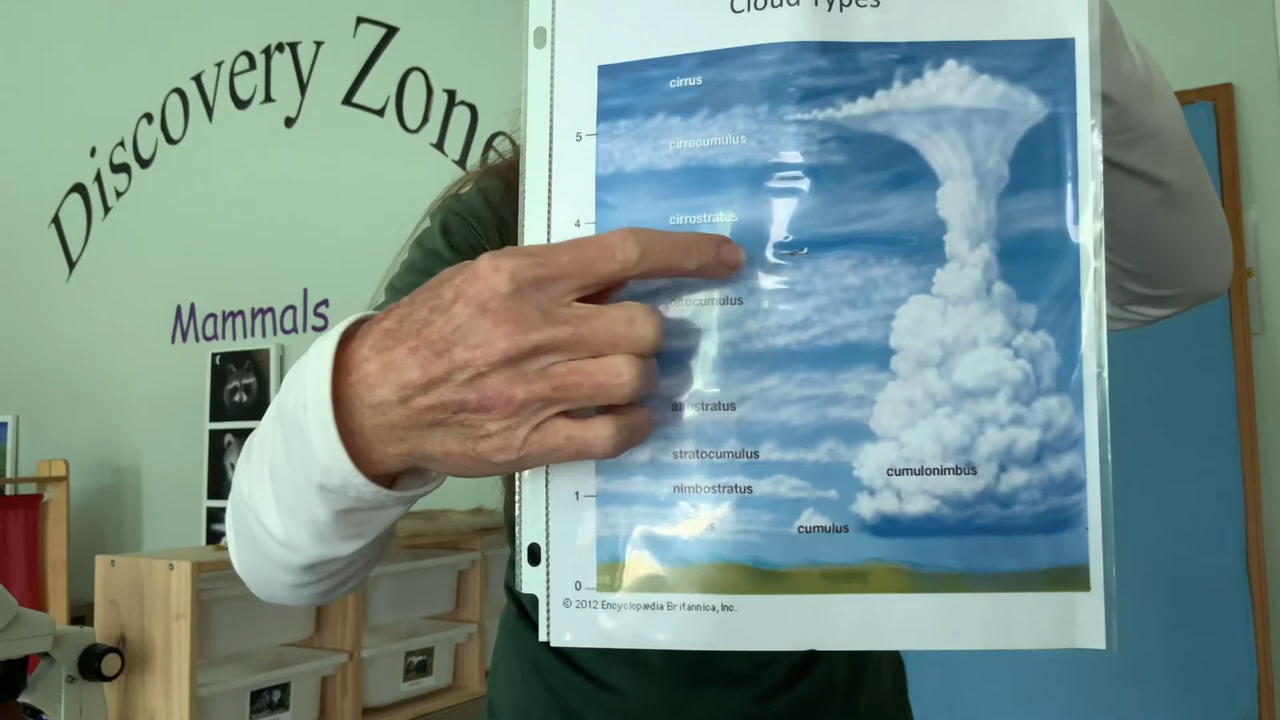 Discovery Zone
Cloud Types
Mammals
cirrus
5
cirrocumulus
4
cirrostratus
altostratus
stratocumulus
cumulonimbus
nimbostratus
1
cumulus
0
© 2012 Encyclopædia Britannica, Inc.